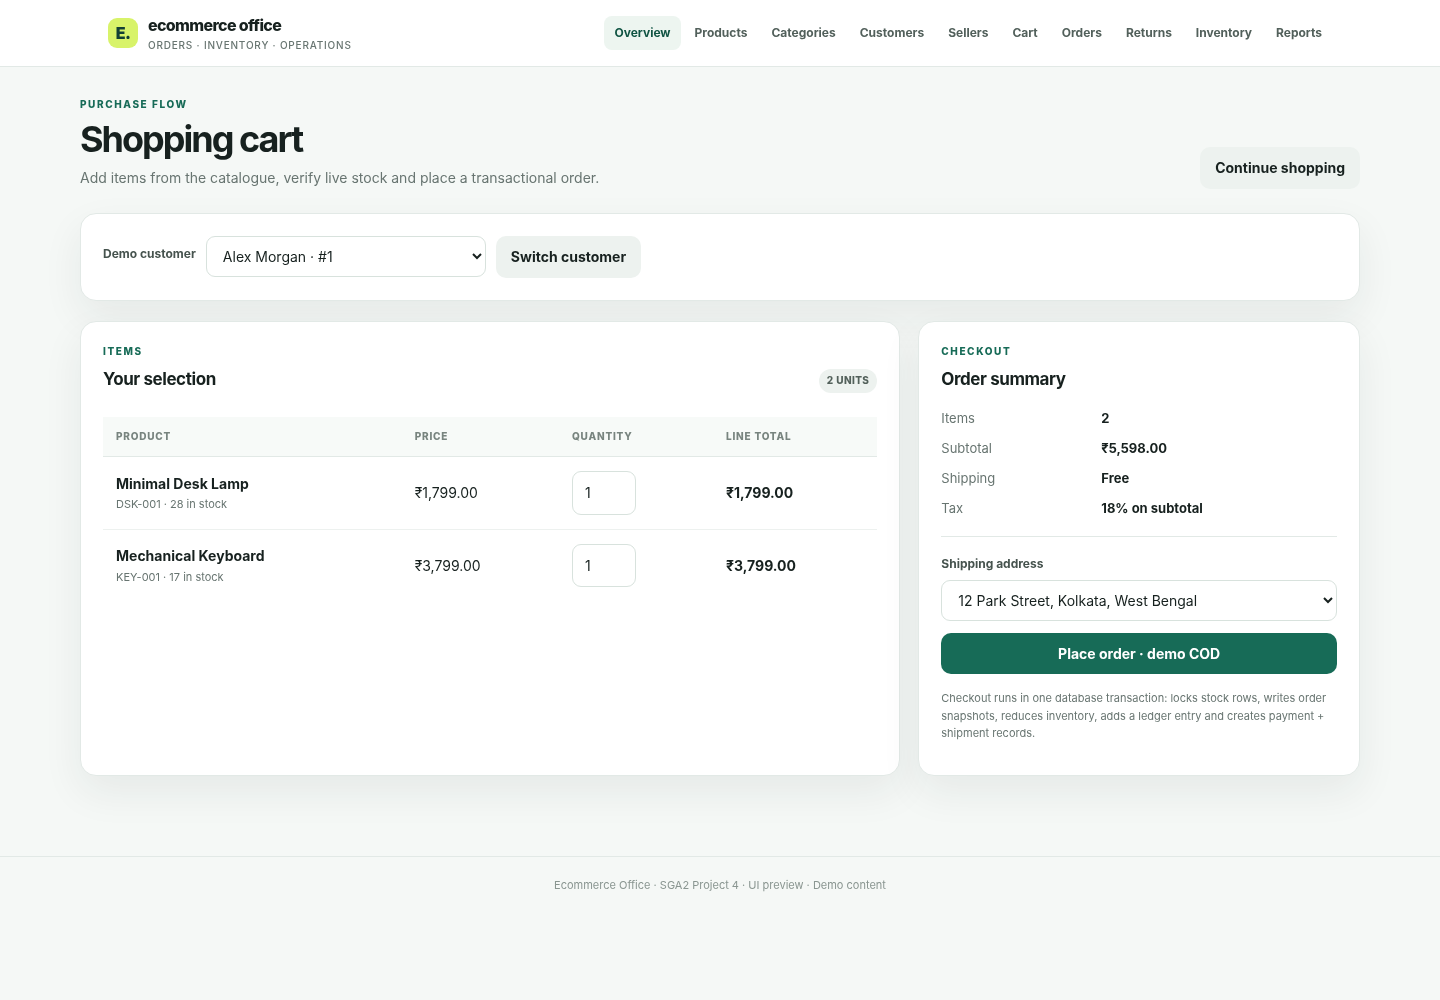 E.
ecommerce office
ORDERS · INVENTORY · OPERATIONS
Overview Products Categories Customers Sellers Cart Orders Returns Inventory Reports
PURCHASE FLOW
Shopping cart
Add items from the catalogue, verify live stock and place a transactional order.
Continue shopping
Demo customer Alex Morgan · #1 Switch customer
ITEMS
Your selection
2 UNITS
PRODUCT PRICE QUANTITY LINE TOTAL
Minimal Desk Lamp
DSK-001 · 28 in stock
₹1,799.00 1 ₹1,799.00
Mechanical Keyboard
KEY-001 · 17 in stock
₹3,799.00 1 ₹3,799.00
CHECKOUT
Order summary
Items 2
Subtotal ₹5,598.00
Shipping Free
Tax 18% on subtotal
Shipping address
12 Park Street, Kolkata, West Bengal
Place order · demo COD
Checkout runs in one database transaction: locks stock rows, writes order
snapshots, reduces inventory, adds a ledger entry and creates payment +
shipment records.
Ecommerce Office · SGA2 Project 4 · UI preview · Demo content